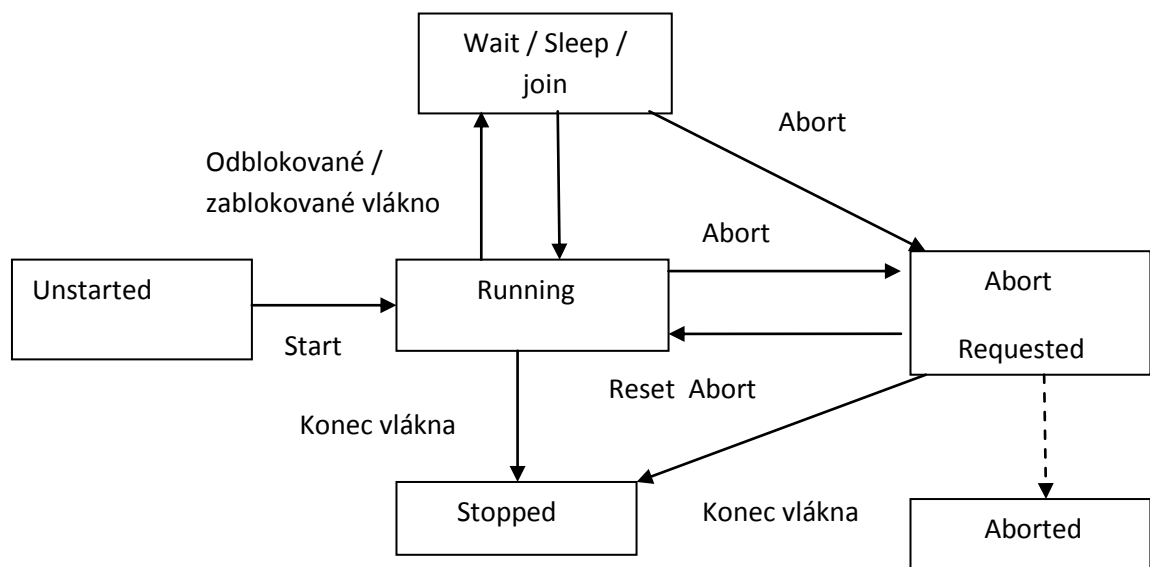 Wait / Sleep /
join
Abort
Odblokované /
zablokované vlákno
Abort
Unstarted
Running
Abort
Requested
Start
Reset Abort
Konec vlákna
Stopped
Konec vlákna
Aborted